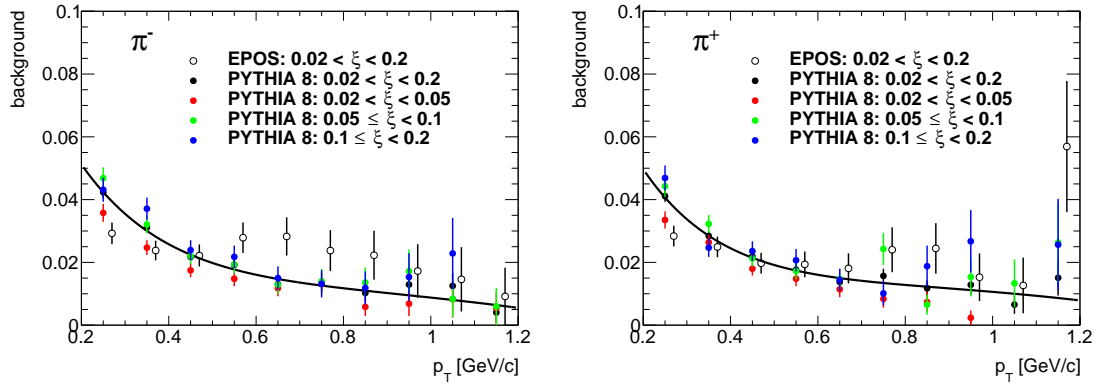 π-
EPOS: 0.02 < ξ < 0.2
PYTHIA 8: 0.02 < ξ < 0.2
PYTHIA 8: 0.02 < ξ < 0.05
PYTHIA 8: 0.05 ≤ ξ < 0.1
PYTHIA 8: 0.1 ≤ ξ < 0.2
background
0.1
0.08
0.06
0.04
0.02
0
0.2 0.4 0.6 0.8 1 1.2
p_T [GeV/c]
π+
EPOS: 0.02 < ξ < 0.2
PYTHIA 8: 0.02 < ξ < 0.2
PYTHIA 8: 0.02 < ξ < 0.05
PYTHIA 8: 0.05 ≤ ξ < 0.1
PYTHIA 8: 0.1 ≤ ξ < 0.2
background
0.1
0.08
0.06
0.04
0.02
0
0.2 0.4 0.6 0.8 1 1.2
p_T [GeV/c]